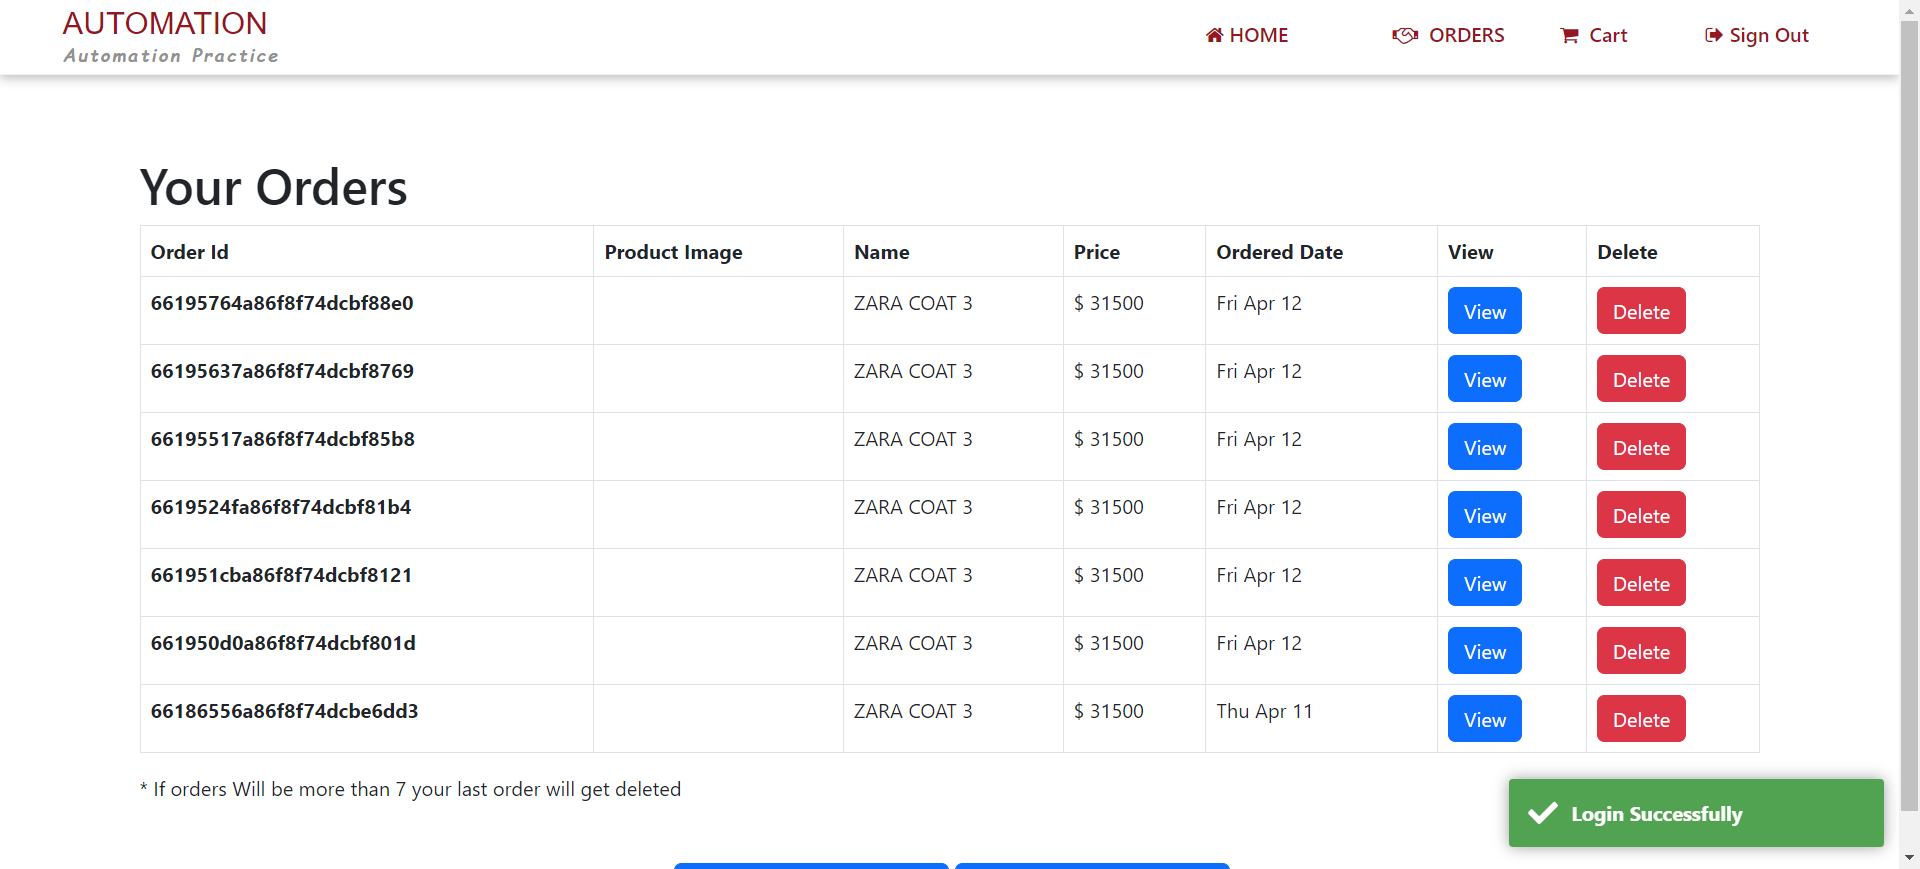 AUTOMATION
Automation Practice
HOME ORDERS Cart Sign Out
Your Orders
Order Id Product Image Name Price Ordered Date View Delete
66195764a86f8f74dcbf88e0 ZARA COAT 3 $ 31500 Fri Apr 12 View Delete
66195637a86f8f74dcbf8769 ZARA COAT 3 $ 31500 Fri Apr 12 View Delete
66195517a86f8f74dcbf85b8 ZARA COAT 3 $ 31500 Fri Apr 12 View Delete
6619524fa86f8f74dcbf81b4 ZARA COAT 3 $ 31500 Fri Apr 12 View Delete
661951cba86f8f74dcbf8121 ZARA COAT 3 $ 31500 Fri Apr 12 View Delete
661950d0a86f8f74dcbf801d ZARA COAT 3 $ 31500 Fri Apr 12 View Delete
66186556a86f8f74dcbe6dd3 ZARA COAT 3 $ 31500 Thu Apr 11 View Delete
* If orders Will be more than 7 your last order will get deleted
Login Successfully